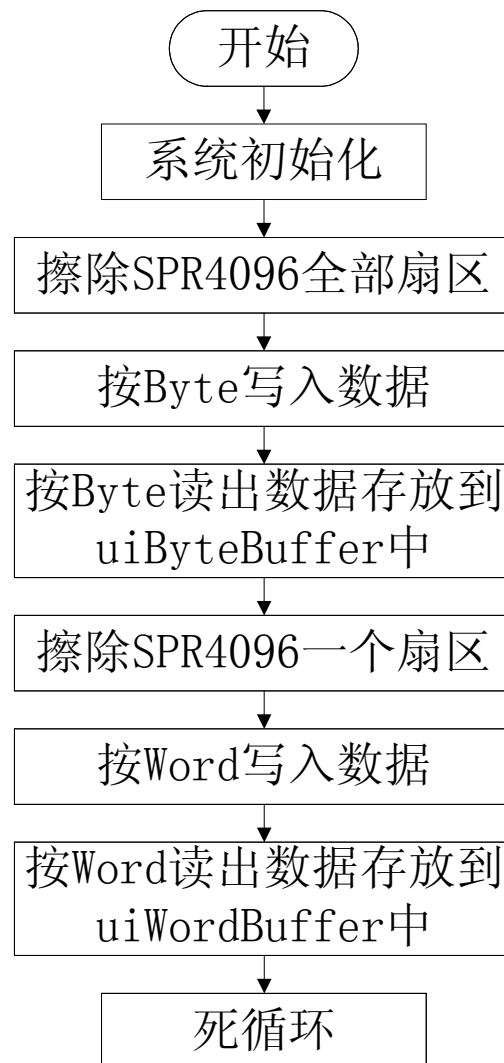 开始
系统初始化
擦除SPR4096全部扇区
按Byte写入数据
按Byte读出数据存放到
uiByteBuffer中
擦除SPR4096一个扇区
按Word写入数据
按Word读出数据存放到
uiWordBuffer中
死循环